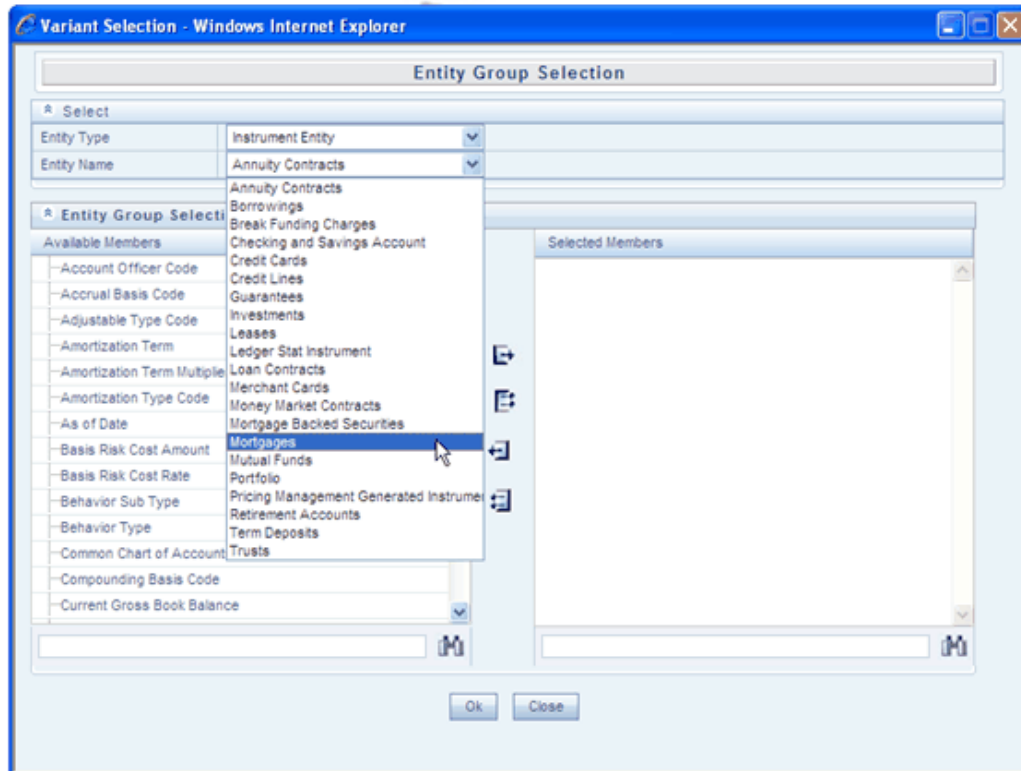 Variant Selection - Windows Internet Explorer
Entity Group Selection
Select
Entity Type
Instrument Entity
Entity Name
Annuity Contracts
Annuity Contracts
Borrowings
Break Funding Charges
Checking and Savings Account
Credit Cards
Credit Lines
Guarantees
Investments
Leases
Ledger Stat Instrument
Loan Contracts
Merchant Cards
Money Market Contracts
Mortgage Backed Securities
Mortgages
Mutual Funds
Portfolio
Pricing Management Generated Instrumer
Retirement Accounts
Term Deposits
Trusts
Entity Group Selecti
Available Members
Account Officer Code
Accrual Basis Code
Adjustable Type Code
Amortization Term
Amortization Term Multiplie
Amortization Type Code
As of Date
Basis Risk Cost Amount
Basis Risk Cost Rate
Behavior Sub Type
Behavior Type
Common Chart of Account
Compounding Basis Code
Current Gross Book Balance
Selected Members
Ok
Close